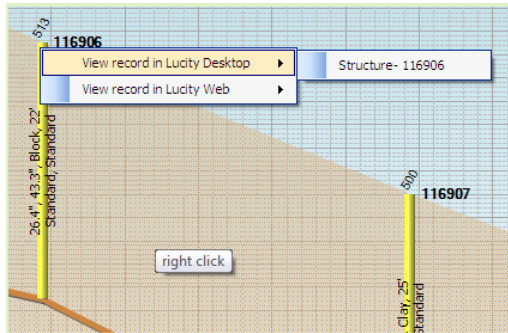 513
116906
View record in Lucity Desktop
Structure- 116906
View record in Lucity Web
26.4", 43.3", Block, 22'
Standard, Standard
500
116907
right click
Clay, 25'
Standard